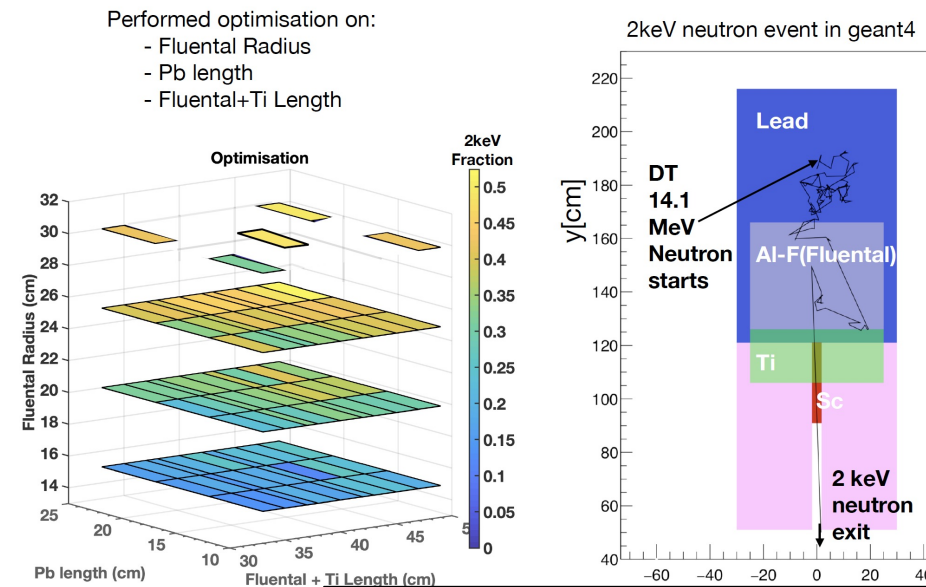 Performed optimisation on:
- Fluental Radius
- Pb length
- Fluental+Ti Length
Optimisation
2keV
Fraction
32
30
28
26
24
22
20
18
16
14
Fluental Radius (cm)
25
20
15
10
Pb length (cm)
30
35
40
45
5
Fluental + Ti Length (cm)
0.5
0.45
0.4
0.35
0.3
0.25
0.2
0.15
0.1
0.05
0
2keV neutron event in geant4
y[cm]
220
200
180
160
140
120
100
80
60
40
−60
−40
−20
0
20
40
Lead
DT
14.1
MeV
Neutron
starts
Al-F(Fluental)
Ti
Sc
2 keV
neutron
exit